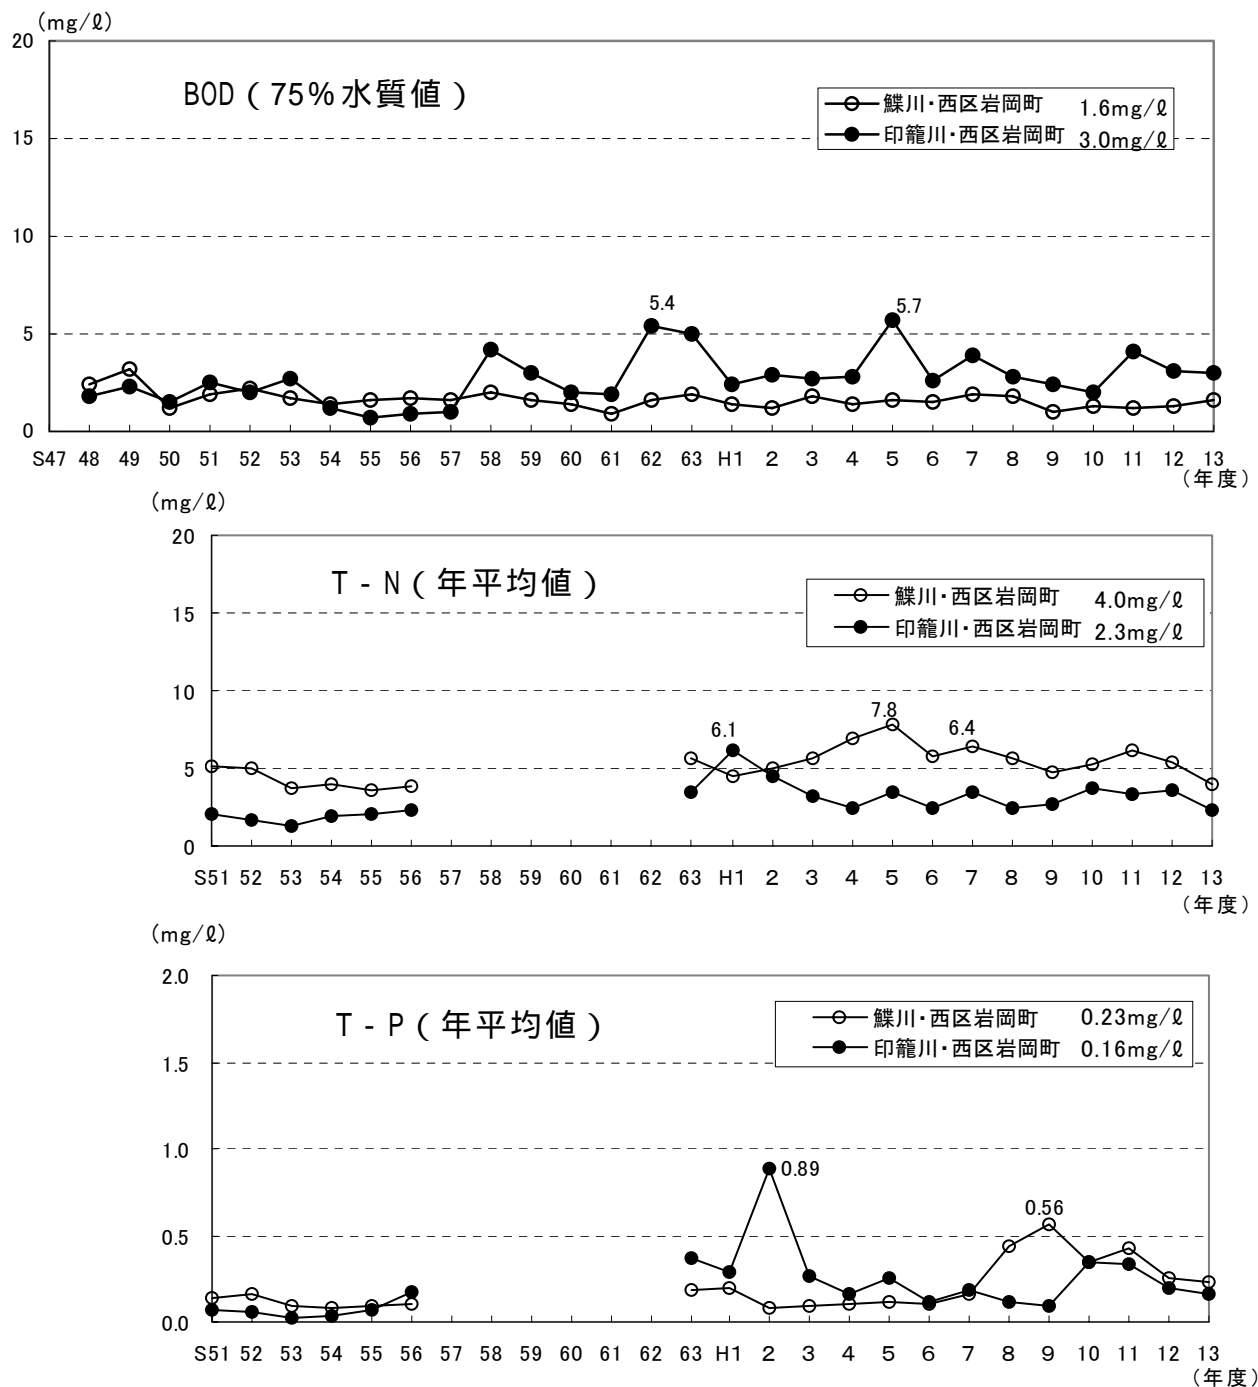 (mg/ℓ)
20
BOD（75%水質値）
鰈川・西区岩岡町 1.6mg/ℓ
印籠川・西区岩岡町 3.0mg/ℓ
15
10
5.4
5.7
5
0
S47 48 49 50 51 52 53 54 55 56 57 58 59 60 61 62 63 H1 2 3 4 5 6 7 8 9 10 11 12 13
(年度)
(mg/ℓ)
20
T - N（年平均値）
鰈川・西区岩岡町 4.0mg/ℓ
印籠川・西区岩岡町 2.3mg/ℓ
15
10
7.8
6.1
6.4
5
0
S51 52 53 54 55 56 57 58 59 60 61 62 63 H1 2 3 4 5 6 7 8 9 10 11 12 13
(年度)
(mg/ℓ)
2.0
T - P（年平均値）
鰈川・西区岩岡町 0.23mg/ℓ
印籠川・西区岩岡町 0.16mg/ℓ
1.5
1.0
0.89
0.56
0.5
0.0
S51 52 53 54 55 56 57 58 59 60 61 62 63 H1 2 3 4 5 6 7 8 9 10 11 12 13
(年度)